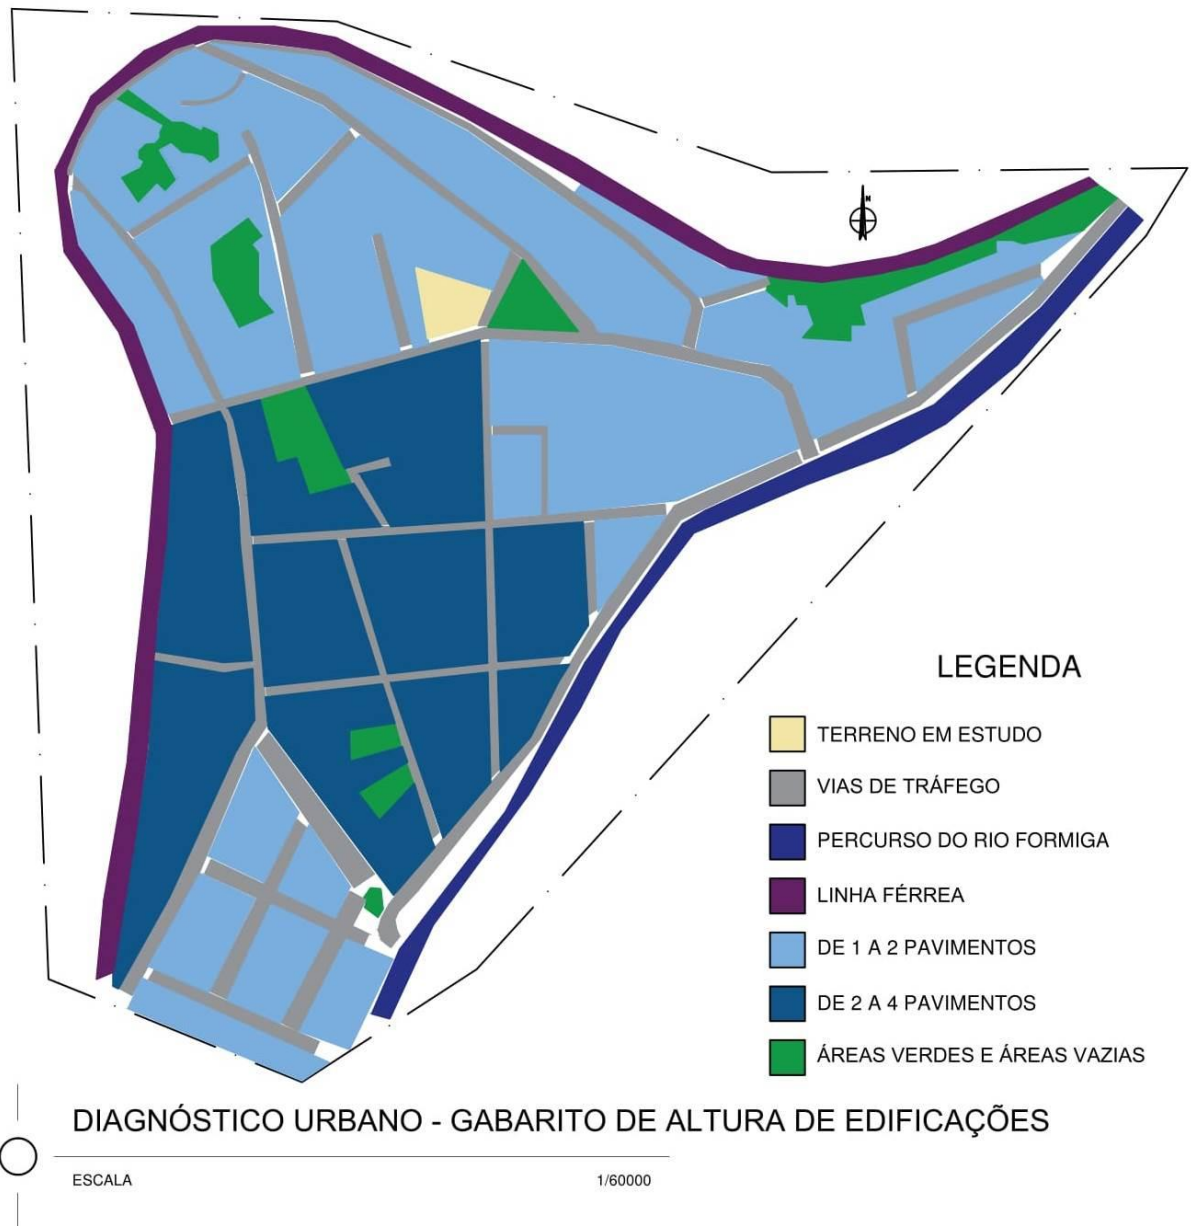 N
LEGENDA
TERRENO EM ESTUDO
VIAS DE TRÁFEGO
PERCURSO DO RIO FORMIGA
LINHA FÉRREA
DE 1 A 2 PAVIMENTOS
DE 2 A 4 PAVIMENTOS
ÁREAS VERDES E ÁREAS VAZIAS
DIAGNÓSTICO URBANO - GABARITO DE ALTURA DE EDIFICAÇÕES
ESCALA 1/60000